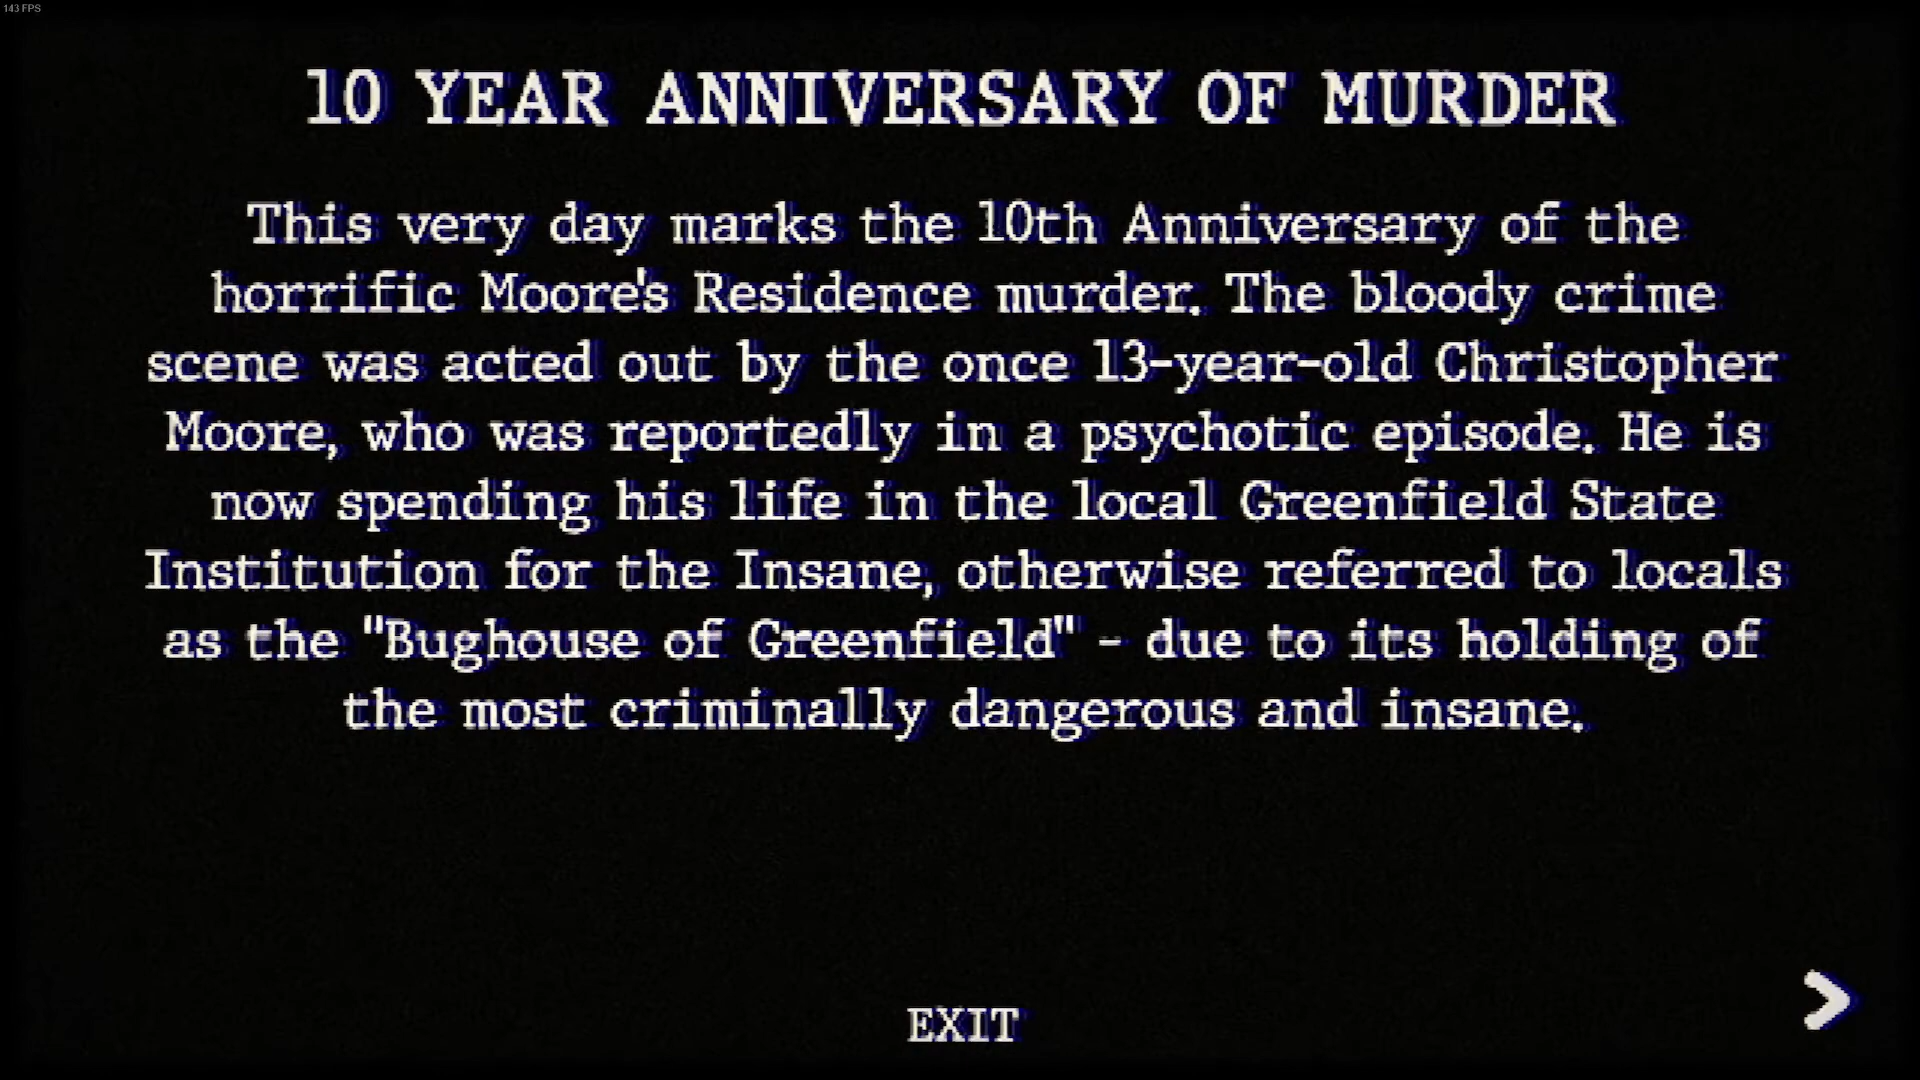 143 FPS
10 YEAR ANNIVERSARY OF MURDER
This very day marks the 10th Anniversary of the
horrific Moore's Residence murder. The bloody crime
scene was acted out by the once 13-year-old Christopher
Moore, who was reportedly in a psychotic episode. He is
now spending his life in the local Greenfield State
Institution for the Insane, otherwise referred to locals
as the "Bughouse of Greenfield" - due to its holding of
the most criminally dangerous and insane.
EXIT